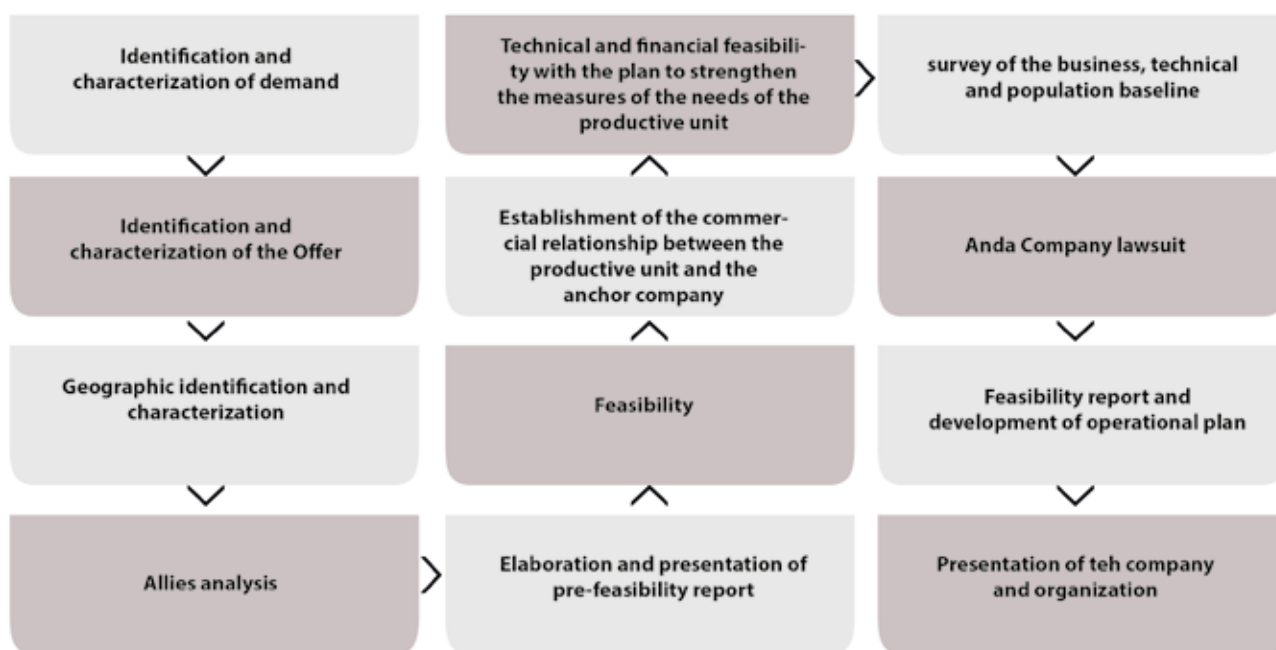 Identification and
characterization of demand
Identification and
characterization of the Offer
Geographic identification and
characterization
Allies analysis
Elaboration and presentation of
pre-feasibility report
Feasibility
Establishment of the commer-
cial relationship between the
productive unit and the
anchor company
Technical and financial feasibili-
ty with the plan to strengthen
the measures of the needs of the
productive unit
survey of the business, technical
and population baseline
Anda Company lawsuit
Feasibility report and
development of operational plan
Presentation of teh company
and organization